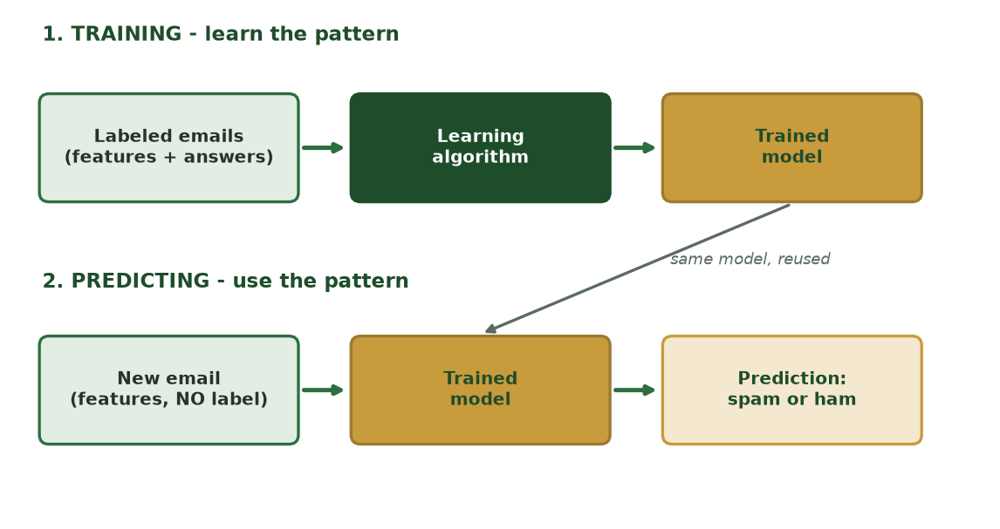 1. TRAINING - learn the pattern
Labeled emails
(features + answers)
Learning
algorithm
Trained
model
same model, reused
2. PREDICTING - use the pattern
New email
(features, NO label)
Trained
model
Prediction:
spam or ham